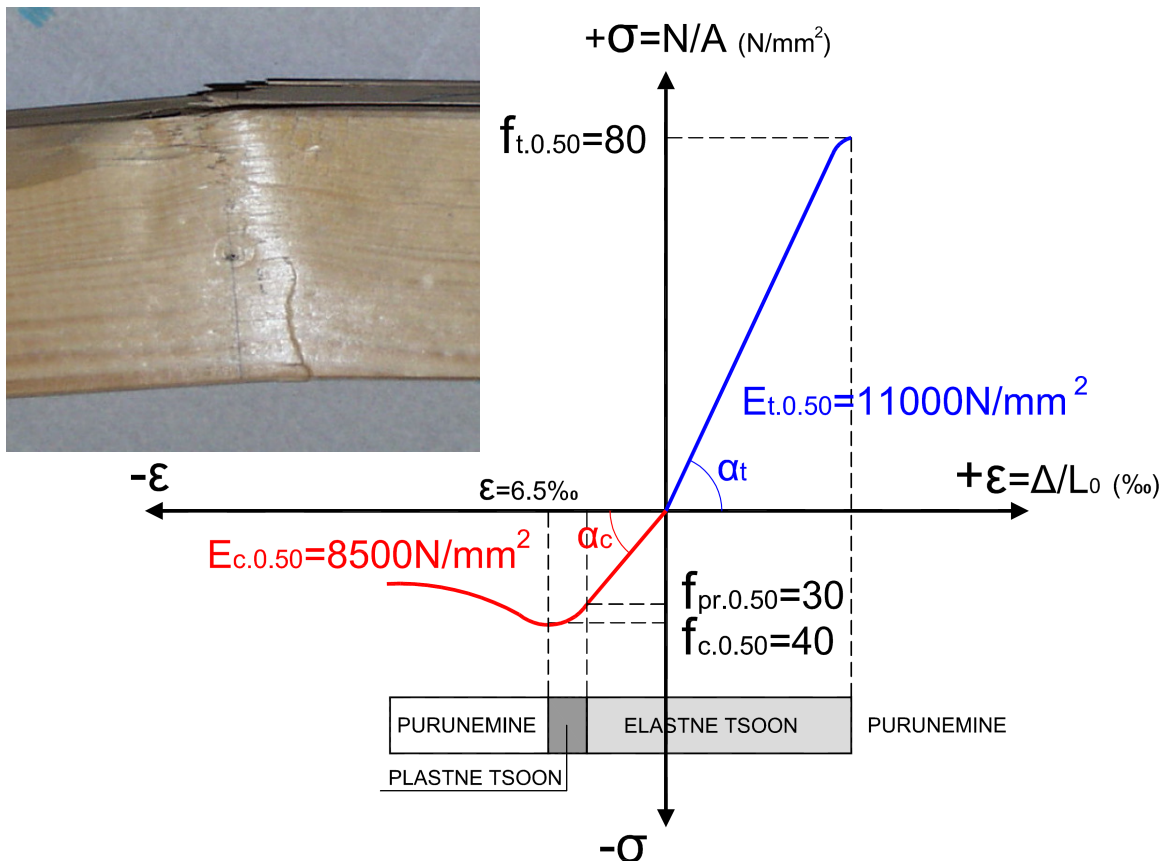 +σ=N/A (N/mm²)
ft.0.50=80
Et.0.50=11000N/mm²
αt
-ε
ε=6.5‰
+ε=Δ/L0 (‰)
Ec.0.50=8500N/mm²
αc
fpr.0.50=30
fc.0.50=40
PURUNEMINE
ELASTNE TSOON
PURUNEMINE
PLASTNE TSOON
-σ